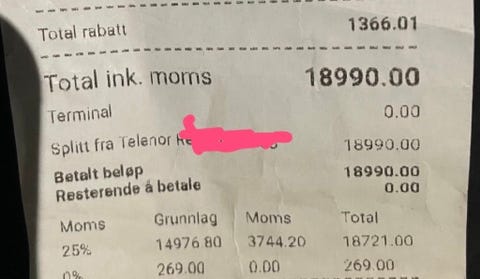 Total rabatt 1366.01
Total ink. moms 18990.00
Terminal 0.00
Splitt fra Telenor 18990.00
Betalt beløp 18990.00
Resterende å betale 0.00
Moms Grunnlag Moms Total
25% 14976.80 3744.20 18721.00
0% 269.00 0.00 269.00